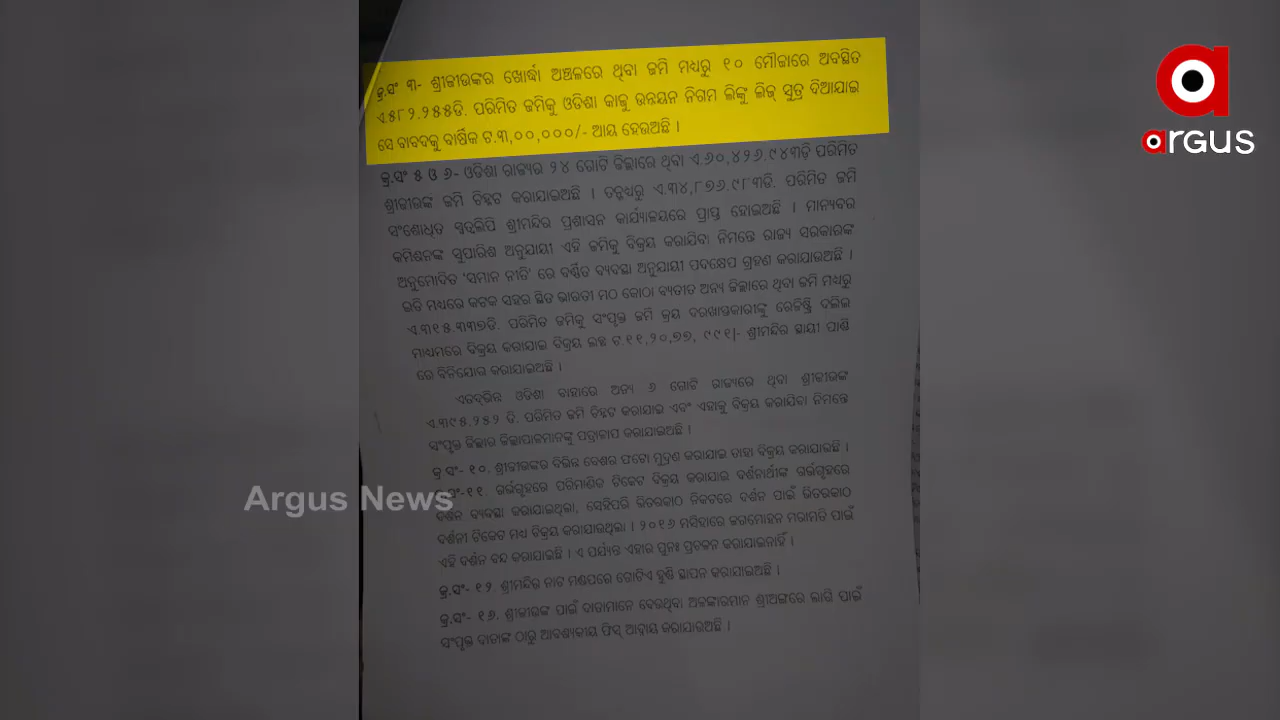 କ୍ର.ସଂ ୩- ଶ୍ରୀଜୀଉଙ୍କର ଖୋର୍ଦ୍ଧା ଅଞ୍ଚଳରେ ଥିବା ଜମି ମଧ୍ୟରୁ ୧୦ ମୌଜାରେ ଅବସ୍ଥିତ
ଏ.୫୮୨.୨୫୫ଡି. ପରିମିତ ଜମିକୁ ଓଡିଶା କାଜୁ ଉନ୍ନୟନ ନିଗମ ଲିଙ୍କୁ ଲିଜ୍ ସୂତ୍ର ଦିଆଯାଇ
ସେ ବାବଦକୁ ବାର୍ଷିକ ଟ.୩,୦୦,୦୦୦/- ଆୟ ହେଉଅଛି ।
କ୍ର.ସଂ ୫ ଓ ୬- ଓଡିଶା ରାଜ୍ୟର ୨୪ ଗୋଟି ଜିଲ୍ଲାରେ ଥିବା ଏ.୬୦,୪୨୬.୯୪୩ଡ଼ି ପରିମିତ
ଶ୍ରୀଜୀଉଙ୍କ ଜମି ଚିହ୍ନଟ କରାଯାଇଅଛି । ତନ୍ମଧ୍ୟରୁ ଏ.୩୪,୮୭୬.୯୮୩ଡି. ପରିମିତ ଜମି
ସଂଶୋଧିତ ସ୍ୱତ୍ୱଲିପି ଶ୍ରୀମନ୍ଦିର ପ୍ରଶାସନ କାର୍ଯ୍ୟାଳୟରେ ପ୍ରାପ୍ତ ହୋଇଅଛି । ମାନ୍ୟବର
କମିଶନଙ୍କ ସୁପାରିଶ ଅନୁଯାୟୀ ଏହି ଜମିକୁ ବିକ୍ରୟ କରାଯିବା ନିମନ୍ତେ ରାଜ୍ୟ ସରକାରଙ୍କ
ଅନୁମୋଦିତ 'ସମାନ ନୀତି' ରେ ବର୍ଣ୍ଣିତ ବ୍ୟବସ୍ଥା ଅନୁଯାୟୀ ପଦକ୍ଷେପ ଗ୍ରହଣ କରାଯାଉଅଛି ।
ଇତି ମଧ୍ୟରେ କଟକ ସହର ସ୍ଥିତ ଭାରତୀ ମଠ କୋଠା ବ୍ୟତୀତ ଅନ୍ୟ ଜିଲ୍ଲାରେ ଥିବା ଜମି ମଧ୍ୟରୁ
ଏ.୩୧୫.୩୩୭ଡି. ପରିମିତ ଜମିକୁ ସଂପୃକ୍ତ ଜମି କ୍ରୟ ଦରଖାସ୍ତକାରୀଙ୍କୁ ରେଜିଷ୍ଟ୍ରି ଦଲିଲ
ମାଧ୍ୟମରେ ବିକ୍ରୟ କରାଯାଇ ବିକ୍ରୟ ଲବ୍ଧ ଟ.୧୧,୨୦,୭୭, ୯୧୧|- ଶ୍ରୀମନ୍ଦିର ସ୍ଥାୟୀ ପାଣ୍ଠି
ରେ ବିନିଯୋଗ କରାଯାଇଅଛି ।
ଏତଦ୍‌ଭିନ୍ନ ଓଡିଶା ବାହାରେ ଅନ୍ୟ ୬ ଗୋଟି ରାଜ୍ୟରେ ଥିବା ଶ୍ରୀଜୀଉଙ୍କ
ଏ.୩୯୫.୨୫୨ ଡି. ପରିମିତ ଜମି ଚିହ୍ନଟ କରାଯାଇ ଏବଂ ଏହାକୁ ବିକ୍ରୟ କରାଯିବା ନିମନ୍ତେ
ସଂପୃକ୍ତ ଜିଲ୍ଲାର ଜିଲ୍ଲାପାଳମାନଙ୍କୁ ପତ୍ରାଳାପ କରାଯାଇଅଛି ।
କ୍ର ସଂ- ୧୦. ଶ୍ରୀଜୀଉଙ୍କର ବିଭିନ୍ନ ବେଶର ଫଟୋ ମୁଦ୍ରଣ କରାଯାଇ ତାହା ବିକ୍ରୟ କରାଯାଉଛି ।
ସଂ-୧୧. ଗର୍ଭଗୃହରେ ପରିମାଣିକ ଟିକେଟ ବିକ୍ରୟ କରାଯାଇ ଦର୍ଶନାର୍ଥୀଙ୍କ ଗର୍ଭଗୃହରେ
ଦର୍ଶନ ବ୍ୟବସ୍ଥା କରାଯାଇଥିଲା, ସେହିପରି ଭିତରକାଠ ନିକଟରେ ଦର୍ଶନ ପାଇଁ ଭିତରକାଠ
ଦର୍ଶନୀ ଟିକେଟ ମଧ୍ୟ ବିକ୍ରୟ କରାଯାଉଥିଲା । ୨୦୧୬ ମସିହାରେ ଜଗମୋହନ ମରାମତି ପାଇଁ
ଏହି ଦର୍ଶନ ବନ୍ଦ କରାଯାଇଛି । ଏ ପର୍ଯ୍ୟନ୍ତ ଏହାର ପୁନଃ ପ୍ରଚଳନ କରାଯାଇନାହିଁ ।
କ୍ର.ସଂ- ୧୨. ଶ୍ରୀମନ୍ଦିର ନାଟ ମଣ୍ଡପରେ ଗୋଟିଏ ହୁଣ୍ଡି ସ୍ଥାପନ କରାଯାଇଅଛି ।
କ୍ର.ସଂ- ୧୬. ଶ୍ରୀଜୀଉଙ୍କ ପାଇଁ ଦାତାମାନେ ଦେଉଥିବା ଅଳଙ୍କାରମାନ ଶ୍ରୀଅଙ୍ଗରେ ଲାଗି ପାଇଁ
ସଂପୃକ୍ତ ଦାତାଙ୍କ ଠାରୁ ଆବଶ୍ୟକୀୟ ଫିସ୍ ଆଦାୟ କରାଯାଉଅଛି ।
Argus News
argus